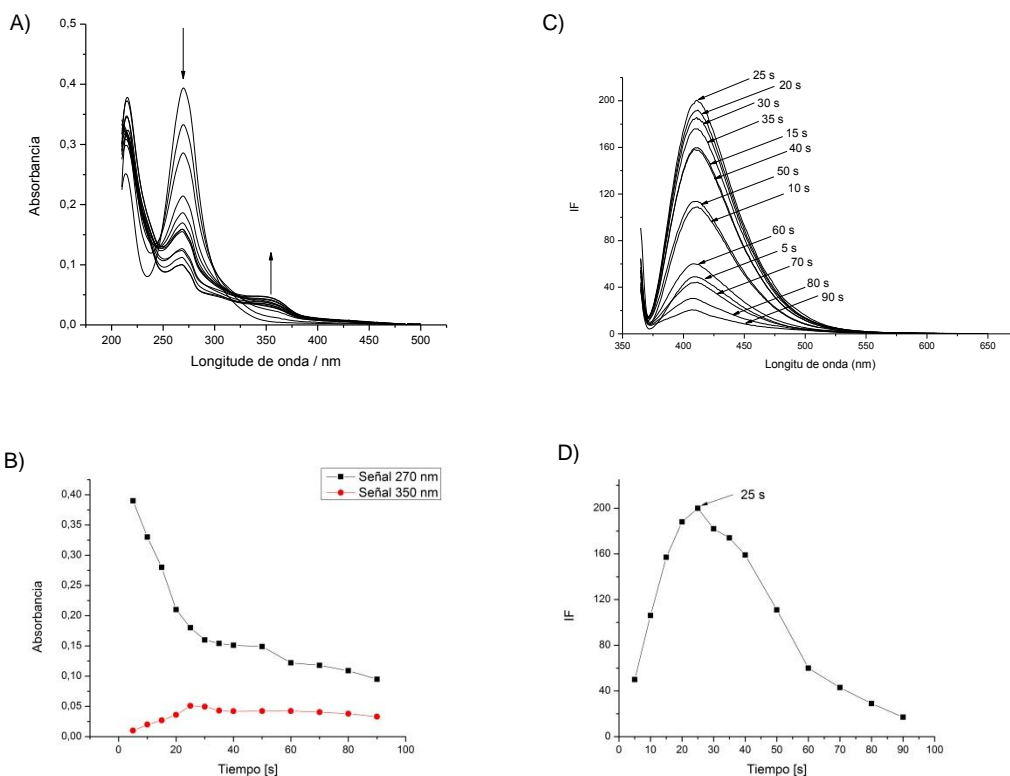 A)
0,5
0,4
0,3
0,2
0,1
0,0
Absorbancia
200 250 300 350 400 450 500
Longitude de onda / nm
C)
25 s
20 s
30 s
35 s
15 s
40 s
50 s
10 s
60 s
5 s
70 s
80 s
90 s
200
160
120
80
40
0
IF
350 400 450 500 550 600 650
Longitu de onda (nm)
B)
Señal 270 nm
Señal 350 nm
0,40
0,35
0,30
0,25
0,20
0,15
0,10
0,05
0,00
Absorbancia
0 20 40 60 80 100
Tiempo [s]
D)
25 s
200
160
120
80
40
0
IF
0 10 20 30 40 50 60 70 80 90 100
Tiempo [s]